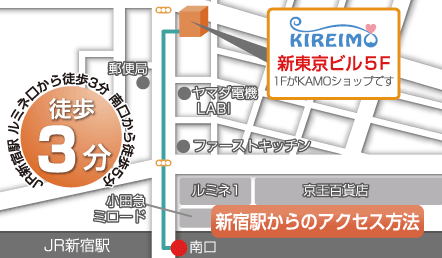 KIREIMO
新東京ビル5F
1FがKAMOショップです
郵便局
ヤマダ電機
LABI
JR新宿駅 ルミネ口から徒歩3分 南口から徒歩5分
徒歩
3分
ファーストキッチン
小田急
ミロード
ルミネ1
京王百貨店
新宿駅からのアクセス方法
JR新宿駅
南口